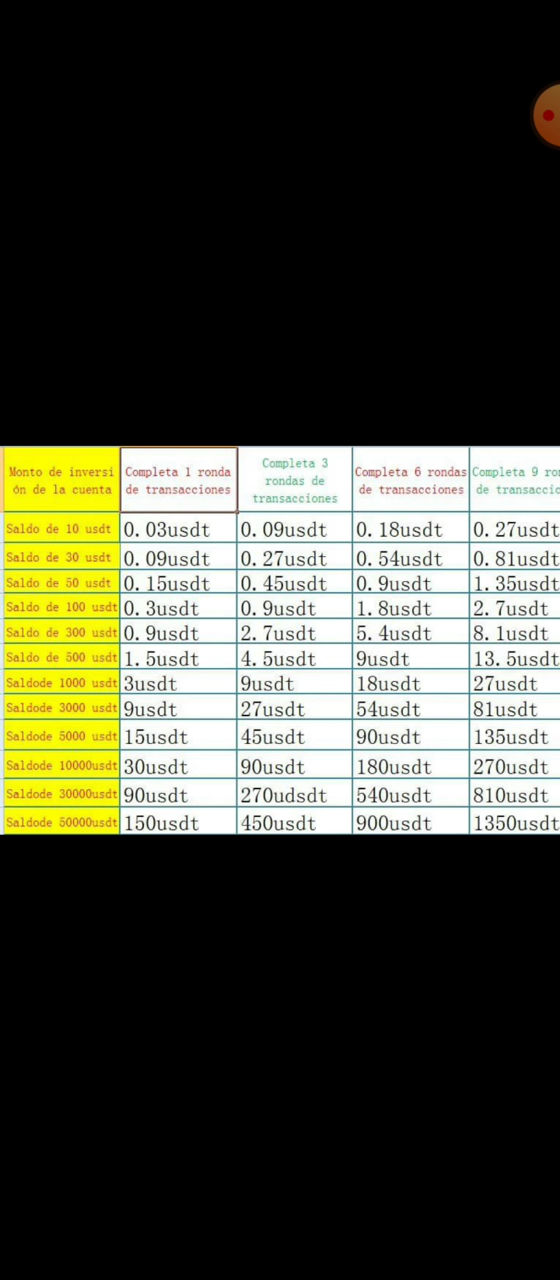 Monto de inversi
ón de la cuenta
Completa 1 ronda
de transacciones
Completa 3
rondas de
transacciones
Completa 6 rondas
de transacciones
Completa 9 ron
de transaccio
Saldo de 10 usdt 0.03usdt 0.09usdt 0.18usdt 0.27usdt
Saldo de 30 usdt 0.09usdt 0.27usdt 0.54usdt 0.81usdt
Saldo de 50 usdt 0.15usdt 0.45usdt 0.9usdt 1.35usdt
Saldo de 100 usdt 0.3usdt 0.9usdt 1.8usdt 2.7usdt
Saldo de 300 usdt 0.9usdt 2.7usdt 5.4usdt 8.1usdt
Saldo de 500 usdt 1.5usdt 4.5usdt 9usdt 13.5usdt
Saldode 1000 usdt 3usdt 9usdt 18usdt 27usdt
Saldode 3000 usdt 9usdt 27usdt 54usdt 81usdt
Saldode 5000 usdt 15usdt 45usdt 90usdt 135usdt
Saldode 10000usdt 30usdt 90usdt 180usdt 270usdt
Saldode 30000usdt 90usdt 270udsdt 540usdt 810usdt
Saldode 50000usdt 150usdt 450usdt 900usdt 1350usdt